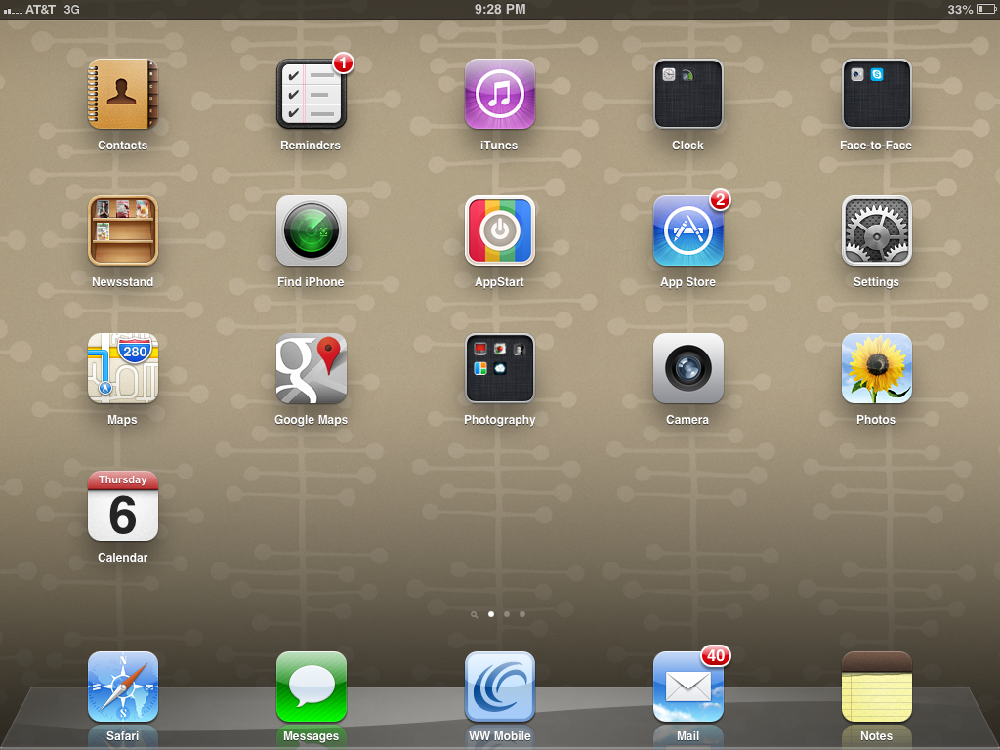 AT&T 3G 9:28 PM 33%
1
Contacts Reminders iTunes Clock Face-to-Face
2
Newsstand Find iPhone AppStart App Store Settings
280
Maps Google Maps Photography Camera Photos
Thursday
6
Calendar
40
N
Safari Messages WW Mobile Mail Notes